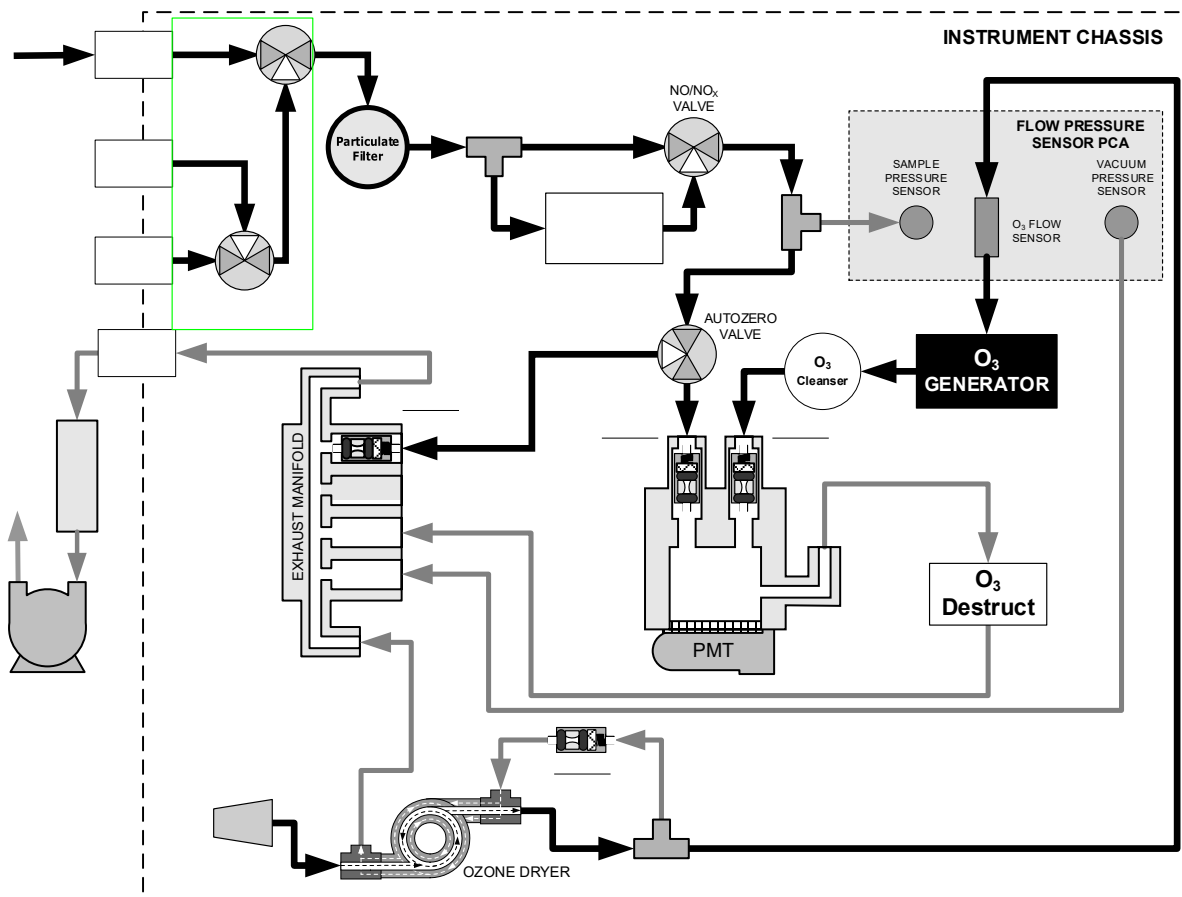 INSTRUMENT CHASSIS
NO/NOX
VALVE
FLOW PRESSURE
SENSOR PCA
Particulate
Filter
SAMPLE
PRESSURE
SENSOR
VACUUM
PRESSURE
SENSOR
O3 FLOW
SENSOR
AUTOZERO
VALVE
O3
Cleanser
O3
GENERATOR
EXHAUST MANIFOLD
O3
Destruct
PMT
OZONE DRYER